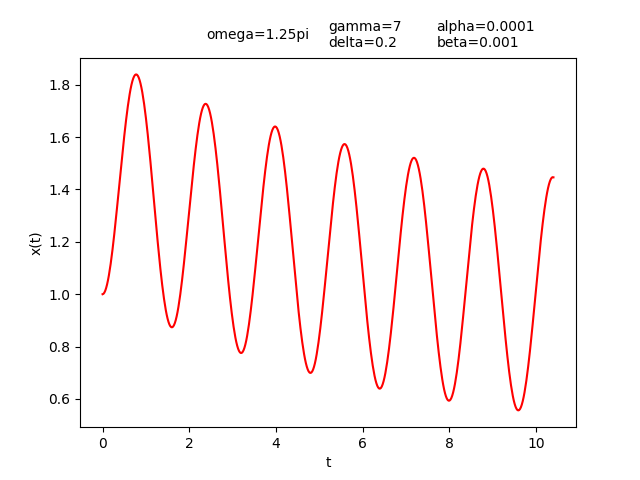 omega=1.25pi
gamma=7
delta=0.2
alpha=0.0001
beta=0.001
1.8
1.6
1.4
1.2
1.0
0.8
0.6
x(t)
0 2 4 6 8 10
t